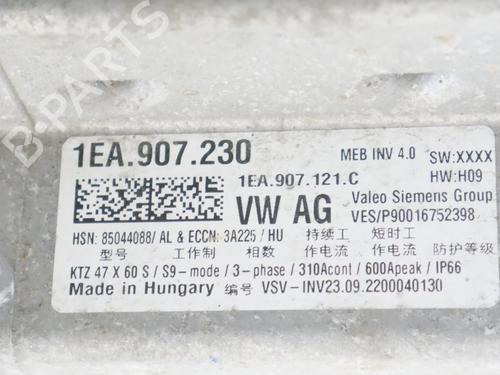 1EA.907.230
MEB INV 4.0
SW:XXXX
1EA.907.121.C
HW:H09
VW AG
Valeo Siemens Group
VES/P90016752398
HSN: 85044088/ AL & ECCN: 3A225 / HU 持续工 短时工
型号 工作制 相数 作电流 作电流 防护等级
KTZ 47 X 60 S / S9-mode / 3-phase / 310Acont / 600Apeak / IP66
Made in Hungary 编号 VSV-INV23.09.2200040130
B-PARTS